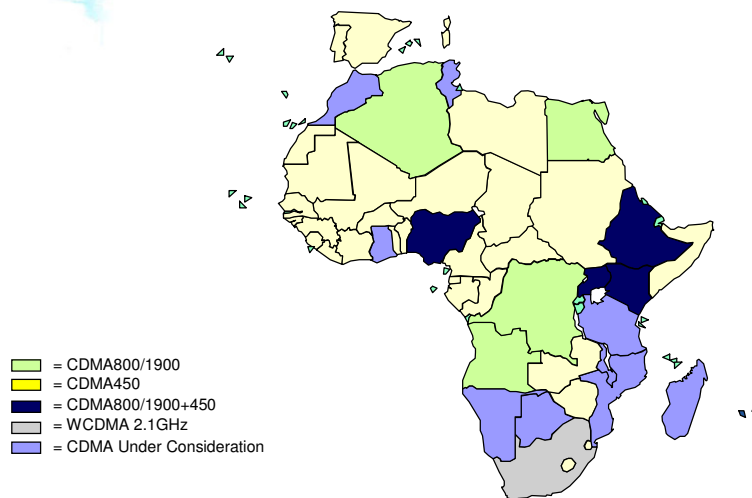 = CDMA800/1900
= CDMA450
= CDMA800/1900+450
= WCDMA 2.1GHz
= CDMA Under Consideration